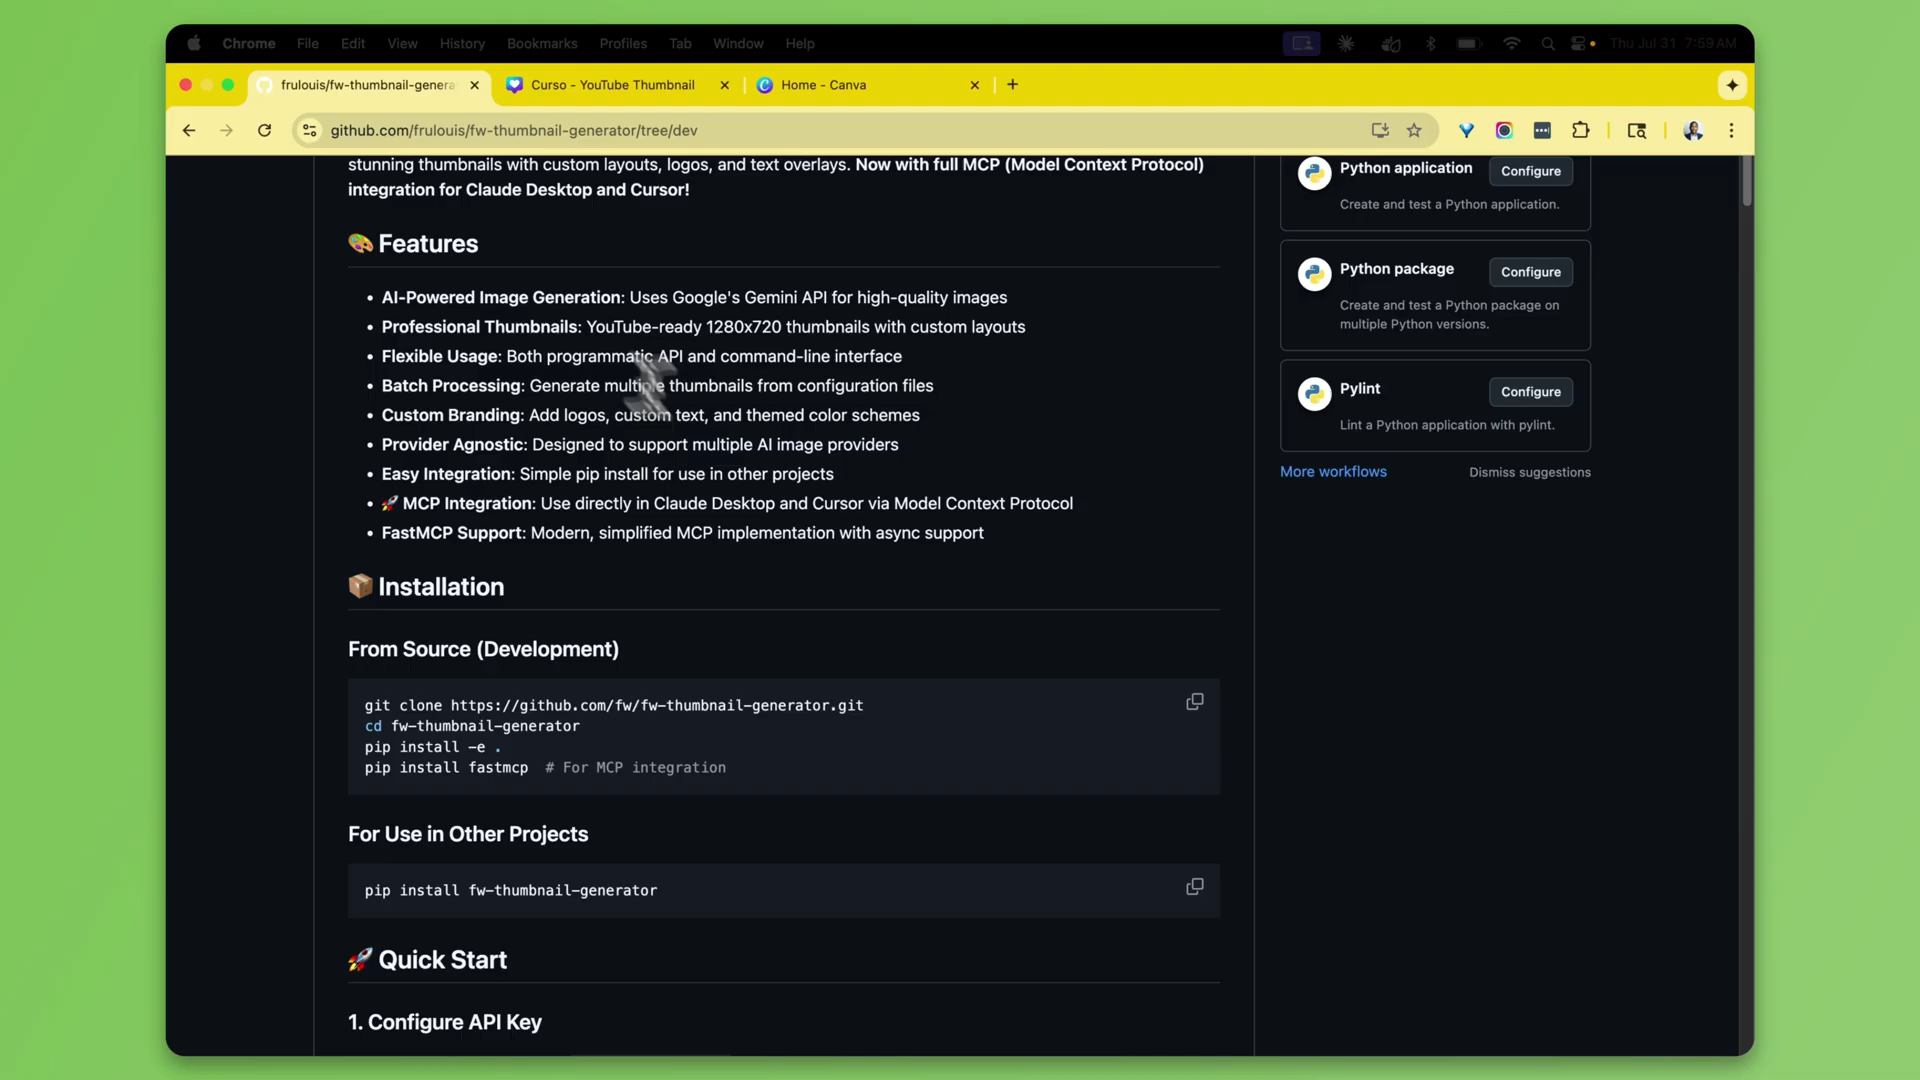 Chrome File Edit View History Bookmarks Profiles Tab Window Help Thu Jul 31 7:59 AM
frulouis/fw-thumbnail-genera Curso - YouTube Thumbnail Home - Canva
github.com/frulouis/fw-thumbnail-generator/tree/dev
stunning thumbnails with custom layouts, logos, and text overlays. Now with full MCP (Model Context Protocol)
integration for Claude Desktop and Cursor!
🎨 Features
• AI-Powered Image Generation: Uses Google's Gemini API for high-quality images
• Professional Thumbnails: YouTube-ready 1280x720 thumbnails with custom layouts
• Flexible Usage: Both programmatic API and command-line interface
• Batch Processing: Generate multiple thumbnails from configuration files
• Custom Branding: Add logos, custom text, and themed color schemes
• Provider Agnostic: Designed to support multiple AI image providers
• Easy Integration: Simple pip install for use in other projects
• 🚀 MCP Integration: Use directly in Claude Desktop and Cursor via Model Context Protocol
• FastMCP Support: Modern, simplified MCP implementation with async support
📦 Installation
From Source (Development)
git clone https://github.com/fw/fw-thumbnail-generator.git
cd fw-thumbnail-generator
pip install -e .
pip install fastmcp # For MCP integration
For Use in Other Projects
pip install fw-thumbnail-generator
🚀 Quick Start
1. Configure API Key
Python application Configure
Create and test a Python application.
Python package Configure
Create and test a Python package on
multiple Python versions.
Pylint Configure
Lint a Python application with pylint.
More workflows Dismiss suggestions